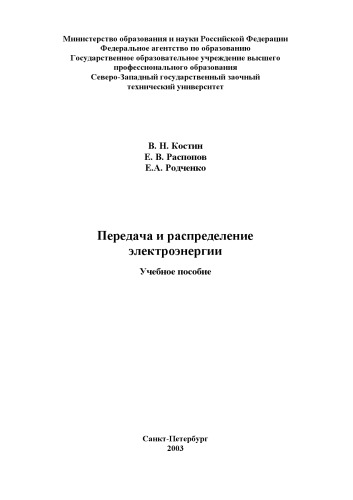 Министерство образования и науки Российской Федерации
Федеральное агентство по образованию
Государственное образовательное учреждение высшего
профессионального образования
Северо-Западный государственный заочный
технический университет
В. Н. Костин
Е. В. Распопов
Е.А. Родченко
Передача и распределение
электроэнергии
Учебное пособие
Санкт-Петербург
2003